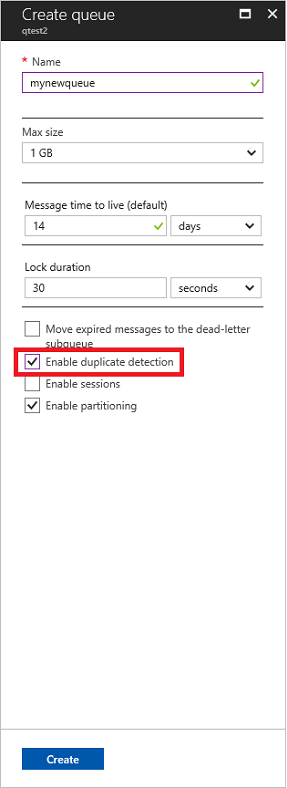 Create queue
qtest2
* Name
mynewqueue
Max size
1 GB
Message time to live (default)
14 days
Lock duration
30 seconds
Move expired messages to the dead-letter
subqueue
Enable duplicate detection
Enable sessions
Enable partitioning
Create